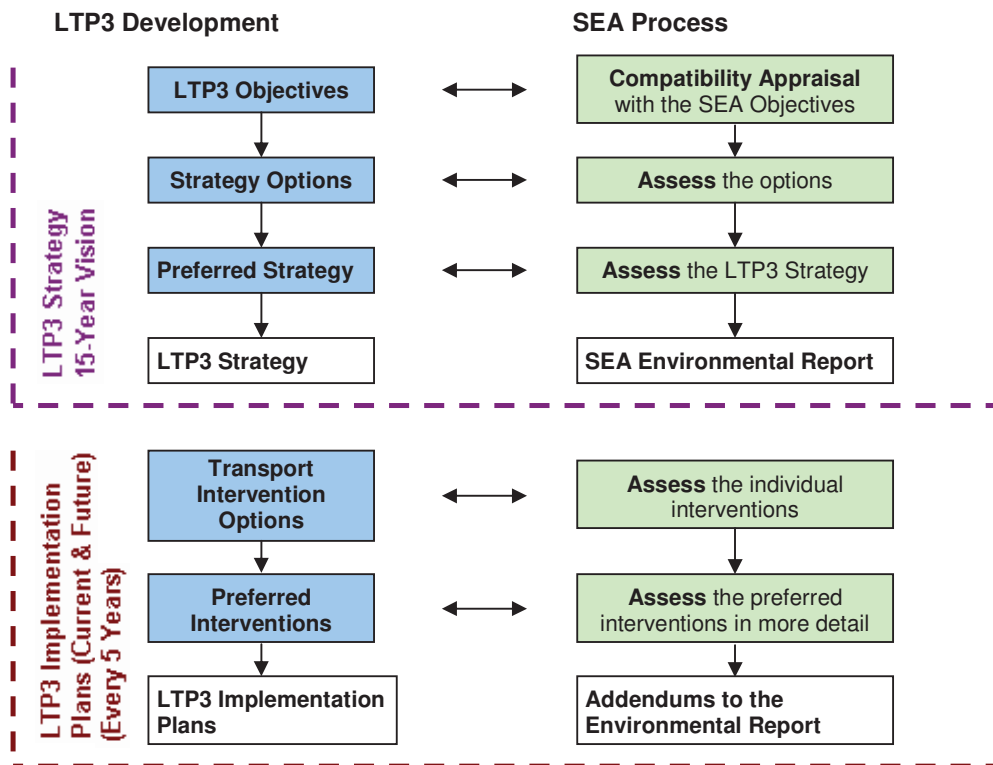 LTP3 Development
SEA Process
LTP3 Strategy
15-Year Vision
LTP3 Objectives
Compatibility Appraisal
with the SEA Objectives
Strategy Options
Assess the options
Preferred Strategy
Assess the LTP3 Strategy
LTP3 Strategy
SEA Environmental Report
LTP3 Implementation
Plans (Current & Future)
(Every 5 Years)
Transport
Intervention
Options
Assess the individual
interventions
Preferred
Interventions
Assess the preferred
interventions in more detail
LTP3 Implementation
Plans
Addendums to the
Environmental Report